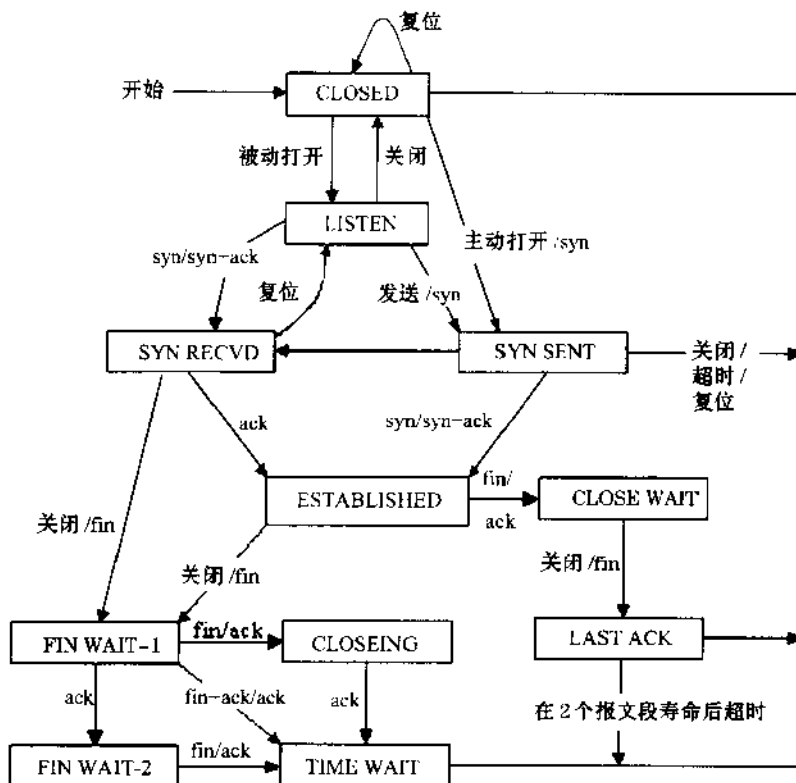 复位
开始
CLOSED
被动打开
关闭
LISTEN
syn/syn-ack
主动打开/syn
复位
发送/syn
SYN RECVD
SYN SENT
关闭/
超时/
复位
ack
syn/syn-ack
ESTABLISHED
fin/
ack
CLOSE WAIT
关闭/fin
关闭/fin
关闭/fin
FIN WAIT-1
fin/ack
CLOSEING
LAST ACK
ack
fin-ack/ack
ack
在2个报文段寿命后超时
FIN WAIT-2
fin/ack
TIME WAIT